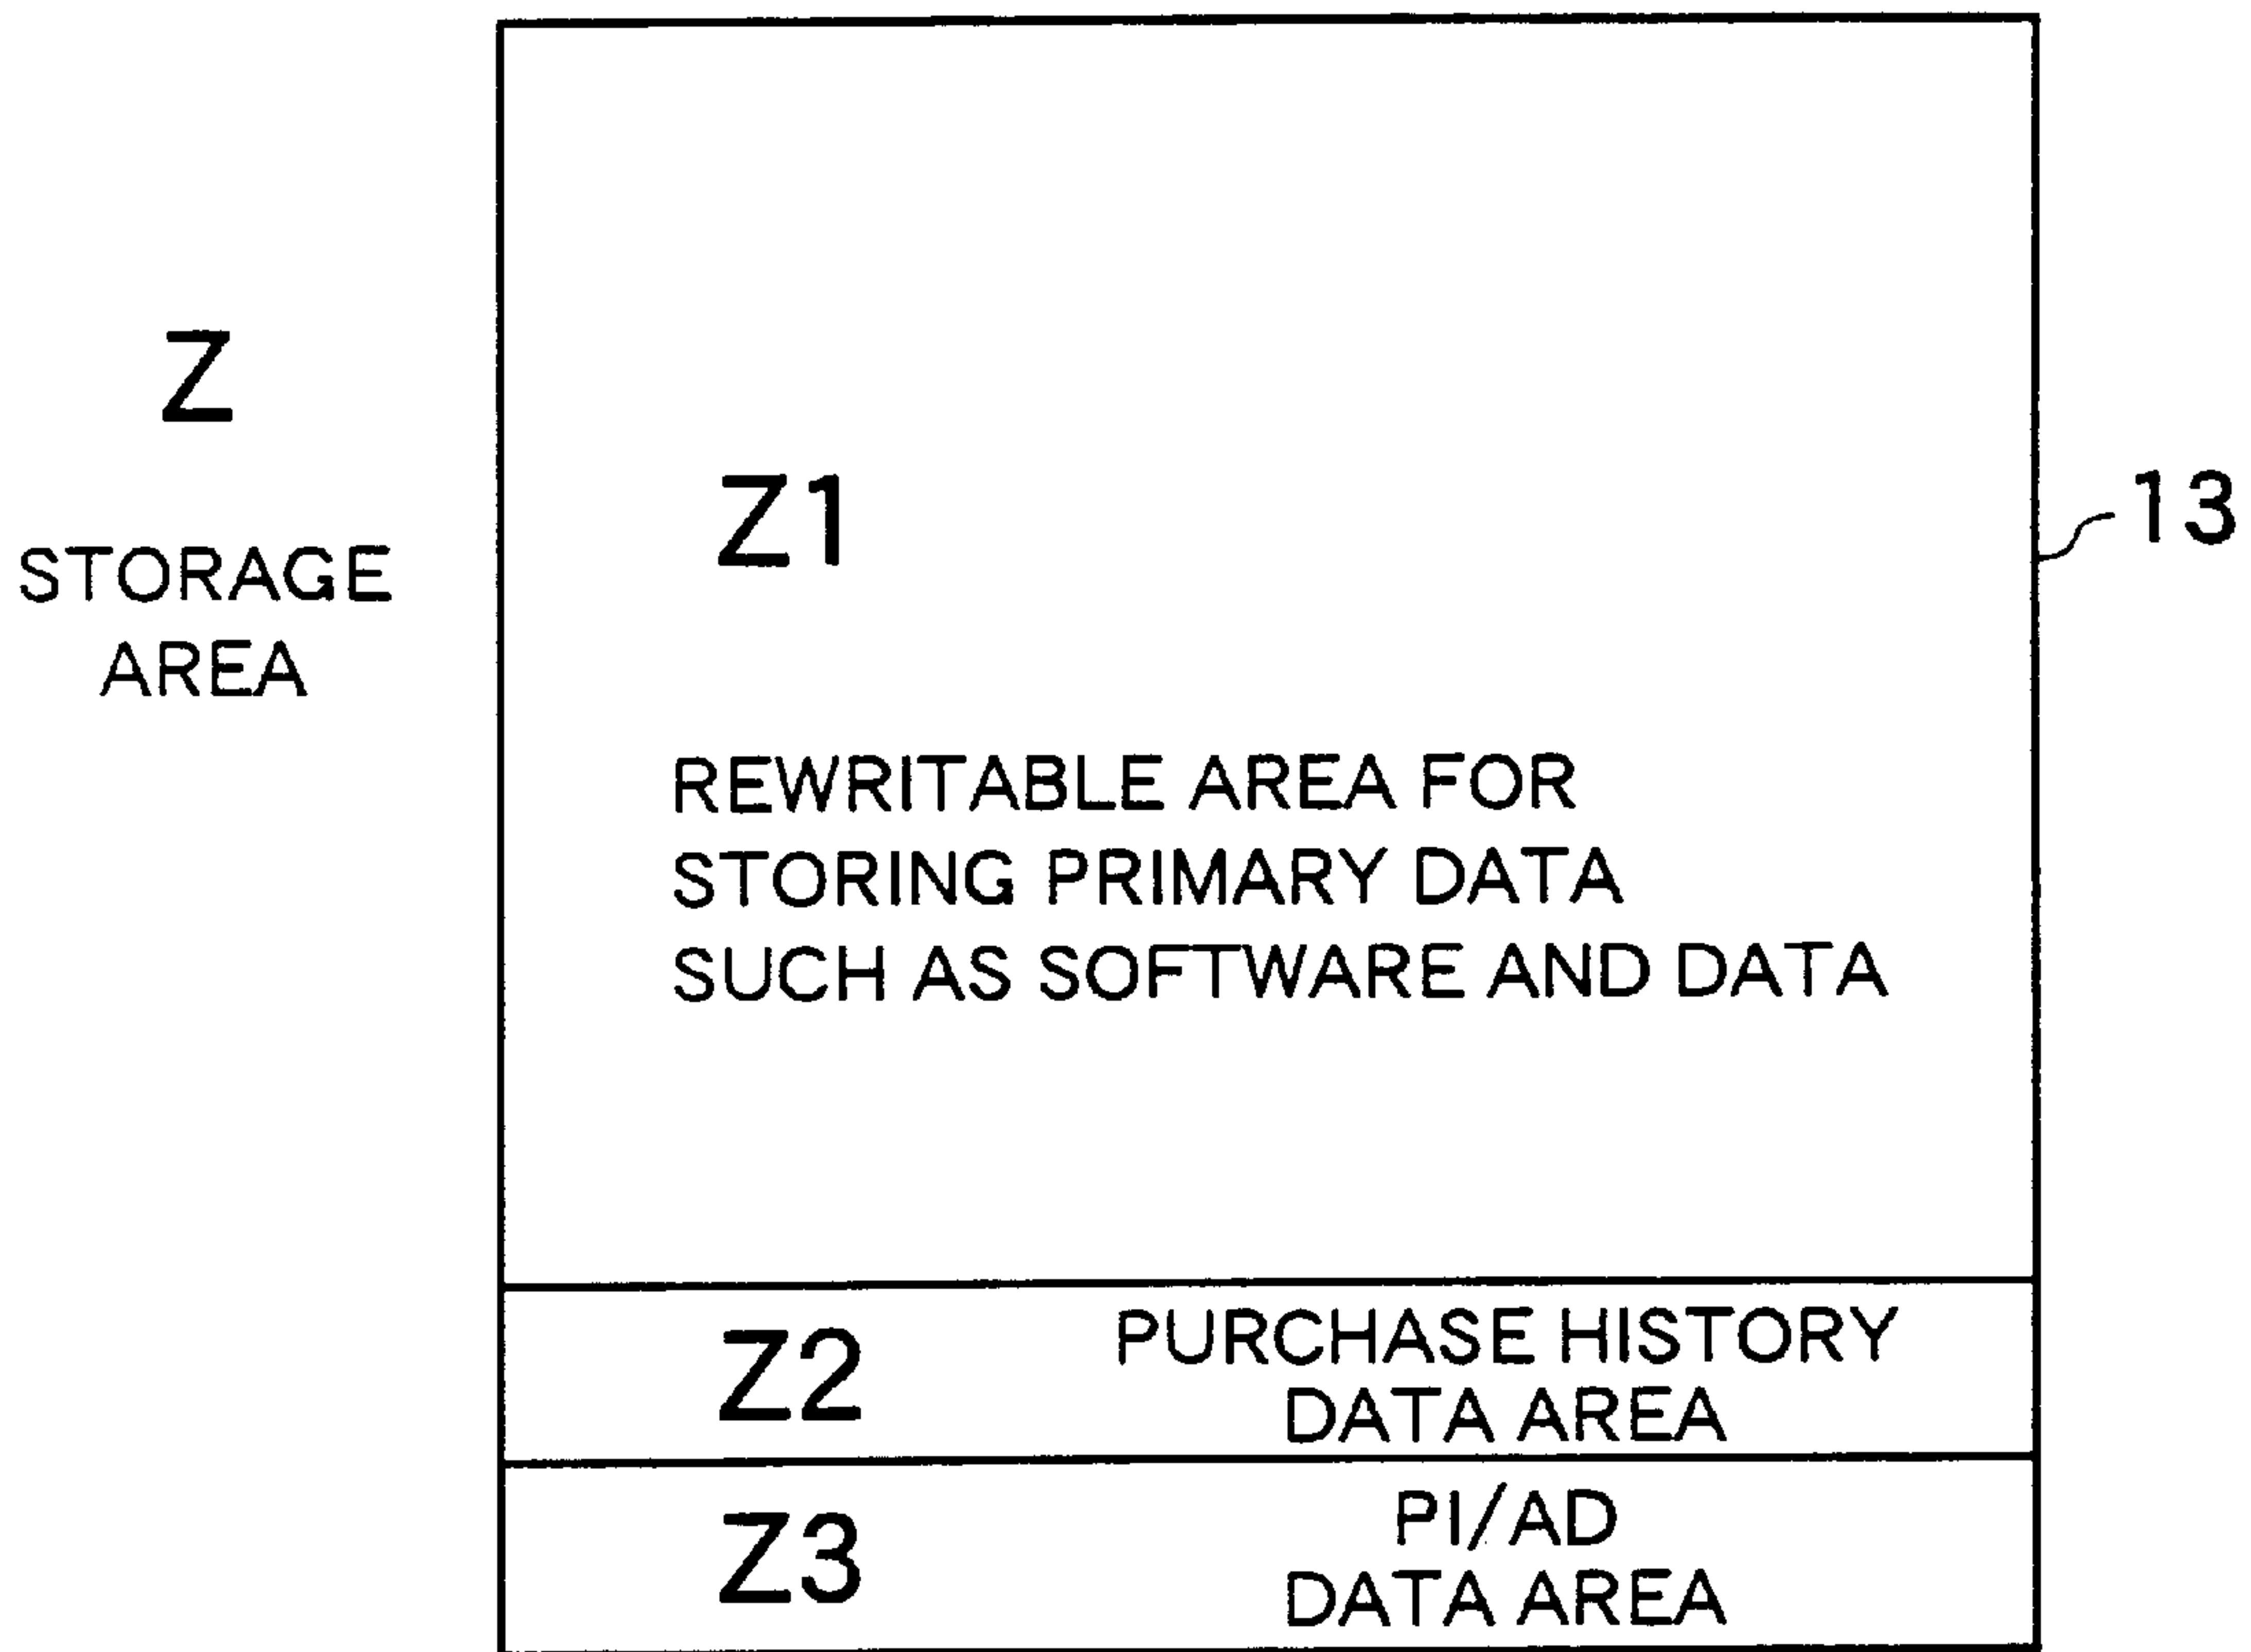 Z
STORAGE
AREA
Z1
13
REWRITABLE AREA FOR
STORING PRIMARY DATA
SUCH AS SOFTWARE AND DATA
Z2
PURCHASE HISTORY
DATA AREA
Z3
PI/AD
DATA AREA